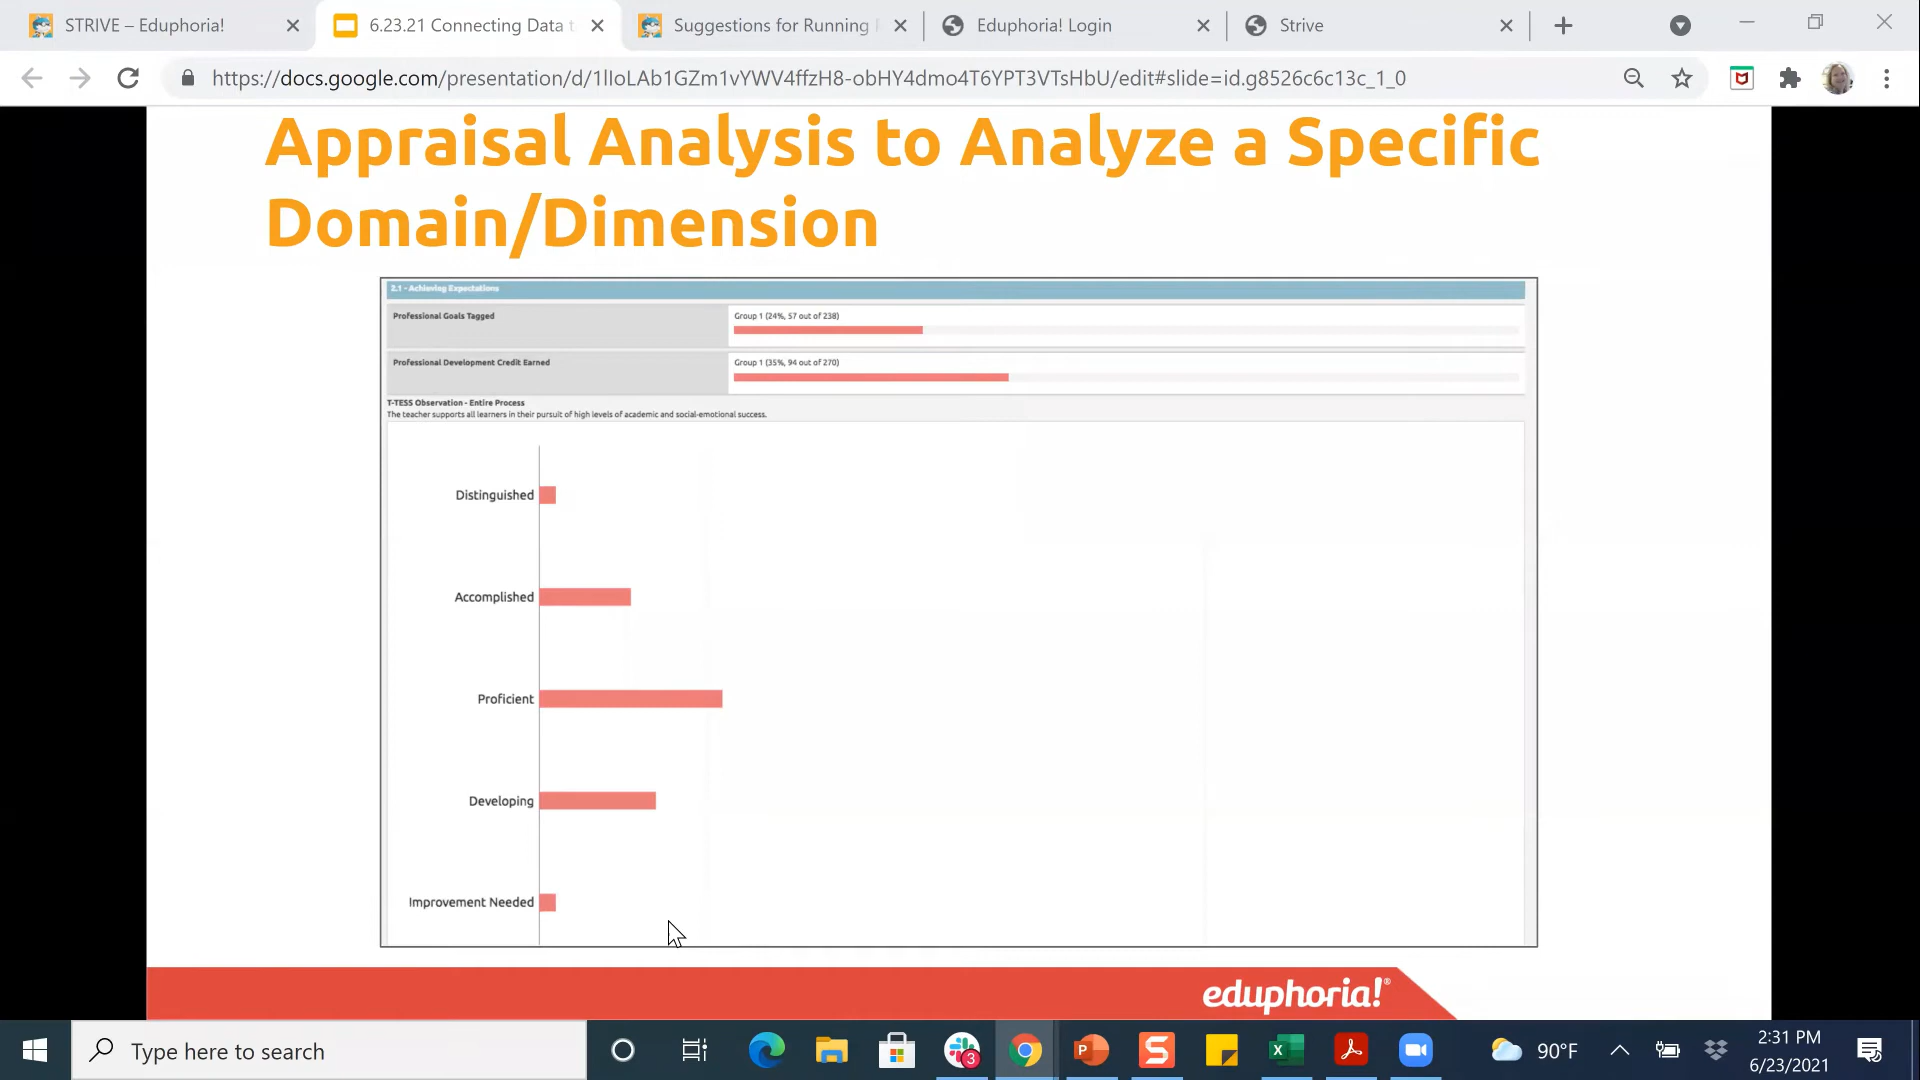 STRIVE – Eduphoria!
6.23.21 Connecting Data t
Suggestions for Running
Eduphoria! Login
Strive
https://docs.google.com/presentation/d/1lIoLAb1GZm1vYWV4ffzH8-obHY4dmo4T6YPT3VTsHbU/edit#slide=id.g8526c6c13c_1_0
Appraisal Analysis to Analyze a Specific
Domain/Dimension
2.1 - Achieving Expectations
Professional Goals Tagged
Group 1 (24%, 57 out of 238)
Professional Development Credit Earned
Group 1 (35%, 94 out of 270)
T-TESS Observation - Entire Process
The teacher supports all learners in their pursuit of high levels of academic and social-emotional success.
Distinguished
Accomplished
Proficient
Developing
Improvement Needed
eduphoria!®
Type here to search
3
90°F
2:31 PM
6/23/2021